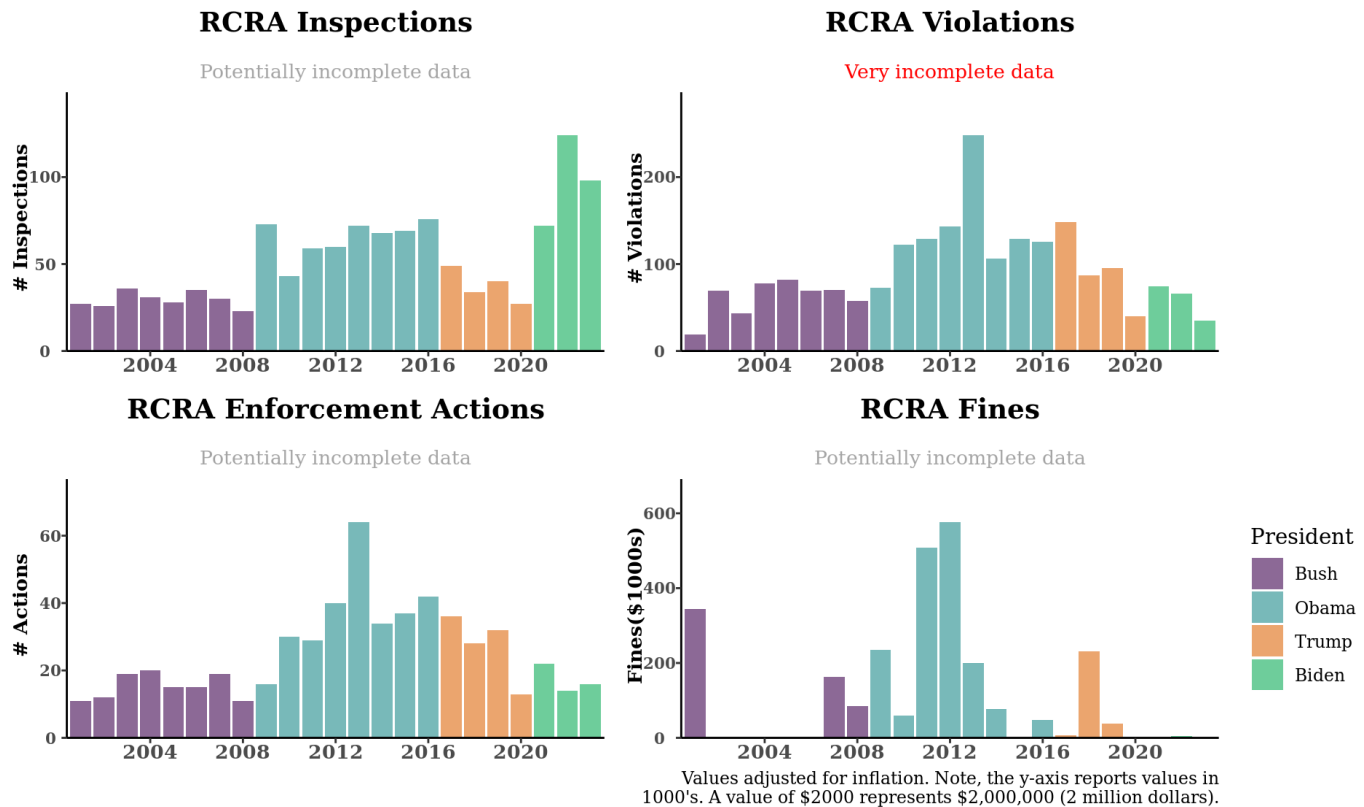 RCRA Inspections
Potentially incomplete data
# Inspections
100
50
0
2004 2008 2012 2016 2020
RCRA Violations
Very incomplete data
# Violations
200
100
0
2004 2008 2012 2016 2020
RCRA Enforcement Actions
Potentially incomplete data
# Actions
60
40
20
0
2004 2008 2012 2016 2020
RCRA Fines
Potentially incomplete data
Fines($1000s)
600
400
200
0
2004 2008 2012 2016 2020
President
Bush
Obama
Trump
Biden
Values adjusted for inflation. Note, the y-axis reports values in
1000's. A value of $2000 represents $2,000,000 (2 million dollars).